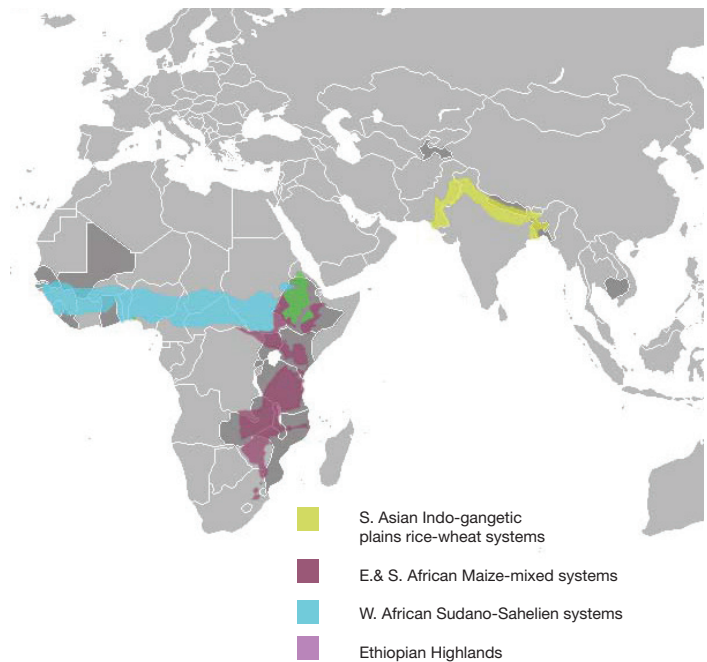 S. Asian Indo-gangetic
plains rice-wheat systems
E.& S. African Maize-mixed systems
W. African Sudano-Sahelien systems
Ethiopian Highlands